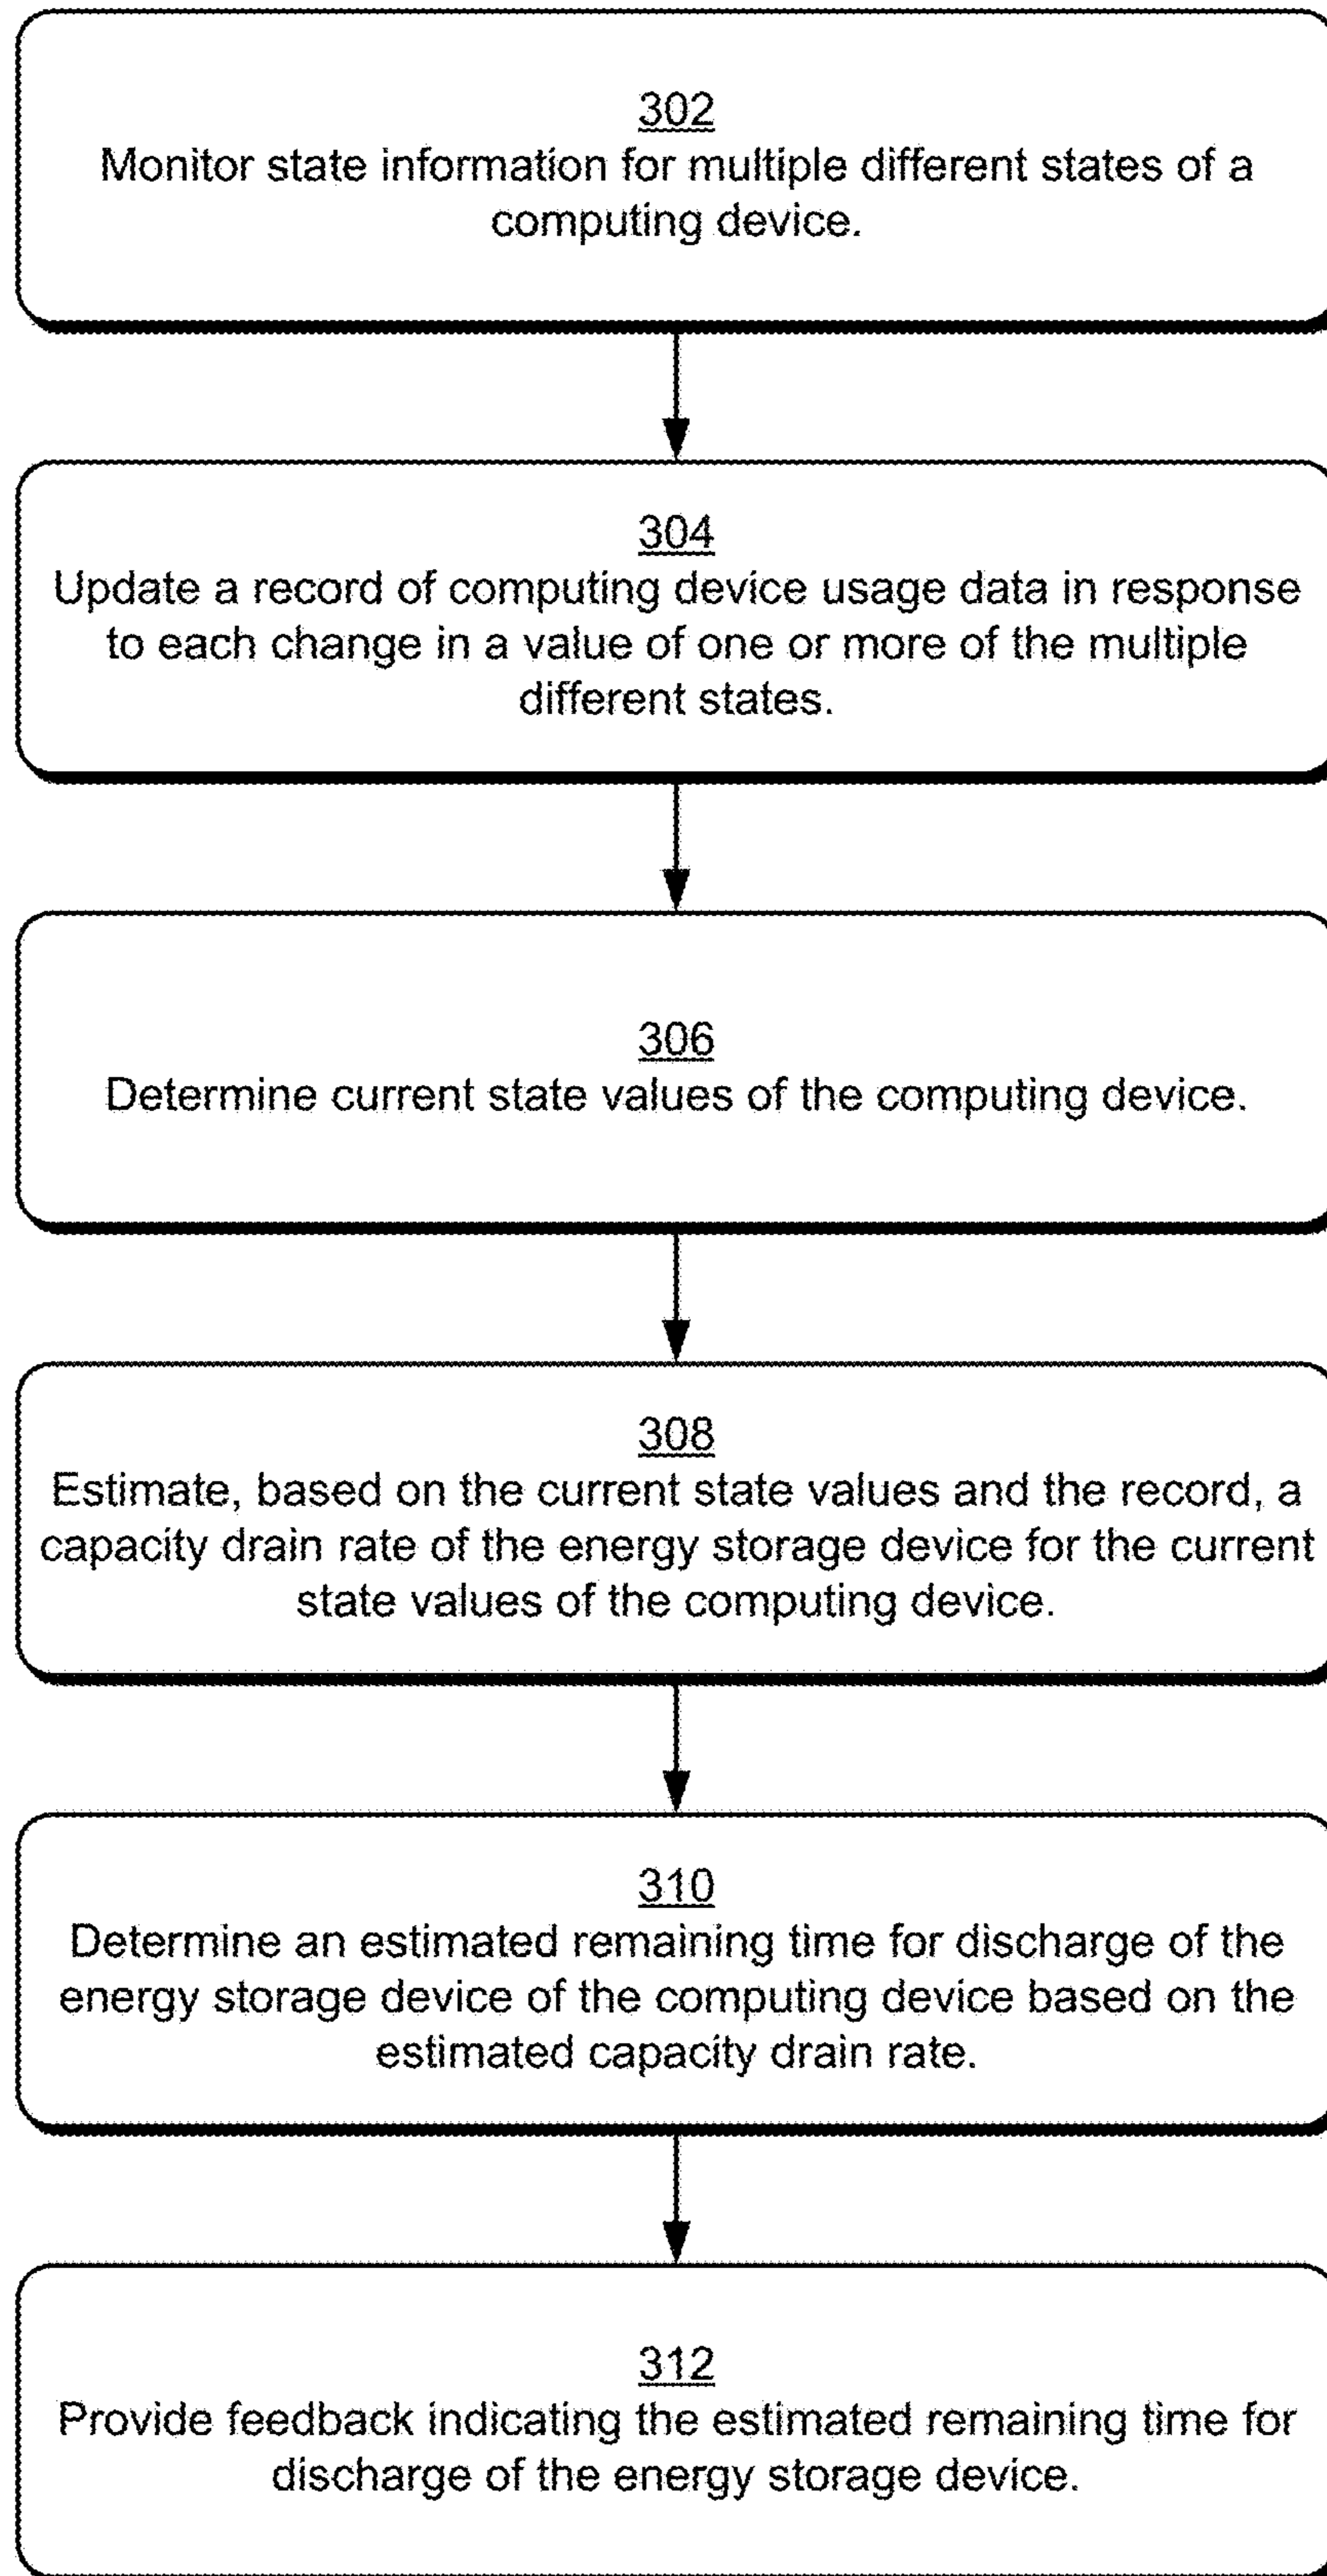 302
Monitor state information for multiple different states of a
computing device.
304
Update a record of computing device usage data in response
to each change in a value of one or more of the multiple
different states.
306
Determine current state values of the computing device.
308
Estimate, based on the current state values and the record, a
capacity drain rate of the energy storage device for the current
state values of the computing device.
310
Determine an estimated remaining time for discharge of the
energy storage device of the computing device based on the
estimated capacity drain rate.
312
Provide feedback indicating the estimated remaining time for
discharge of the energy storage device.